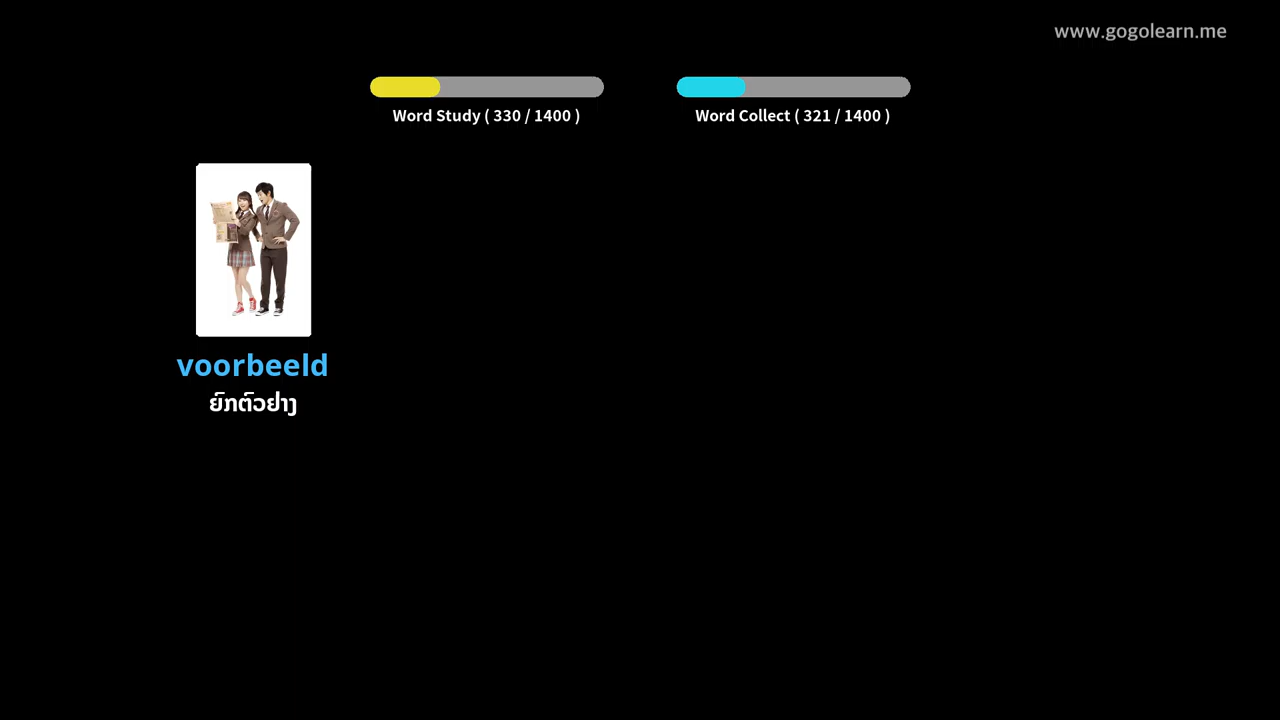 www.gogolearn.me
Word Study ( 330 / 1400 )
Word Collect ( 321 / 1400 )
voorbeeld
ຍົກຕົວຢ່າງ